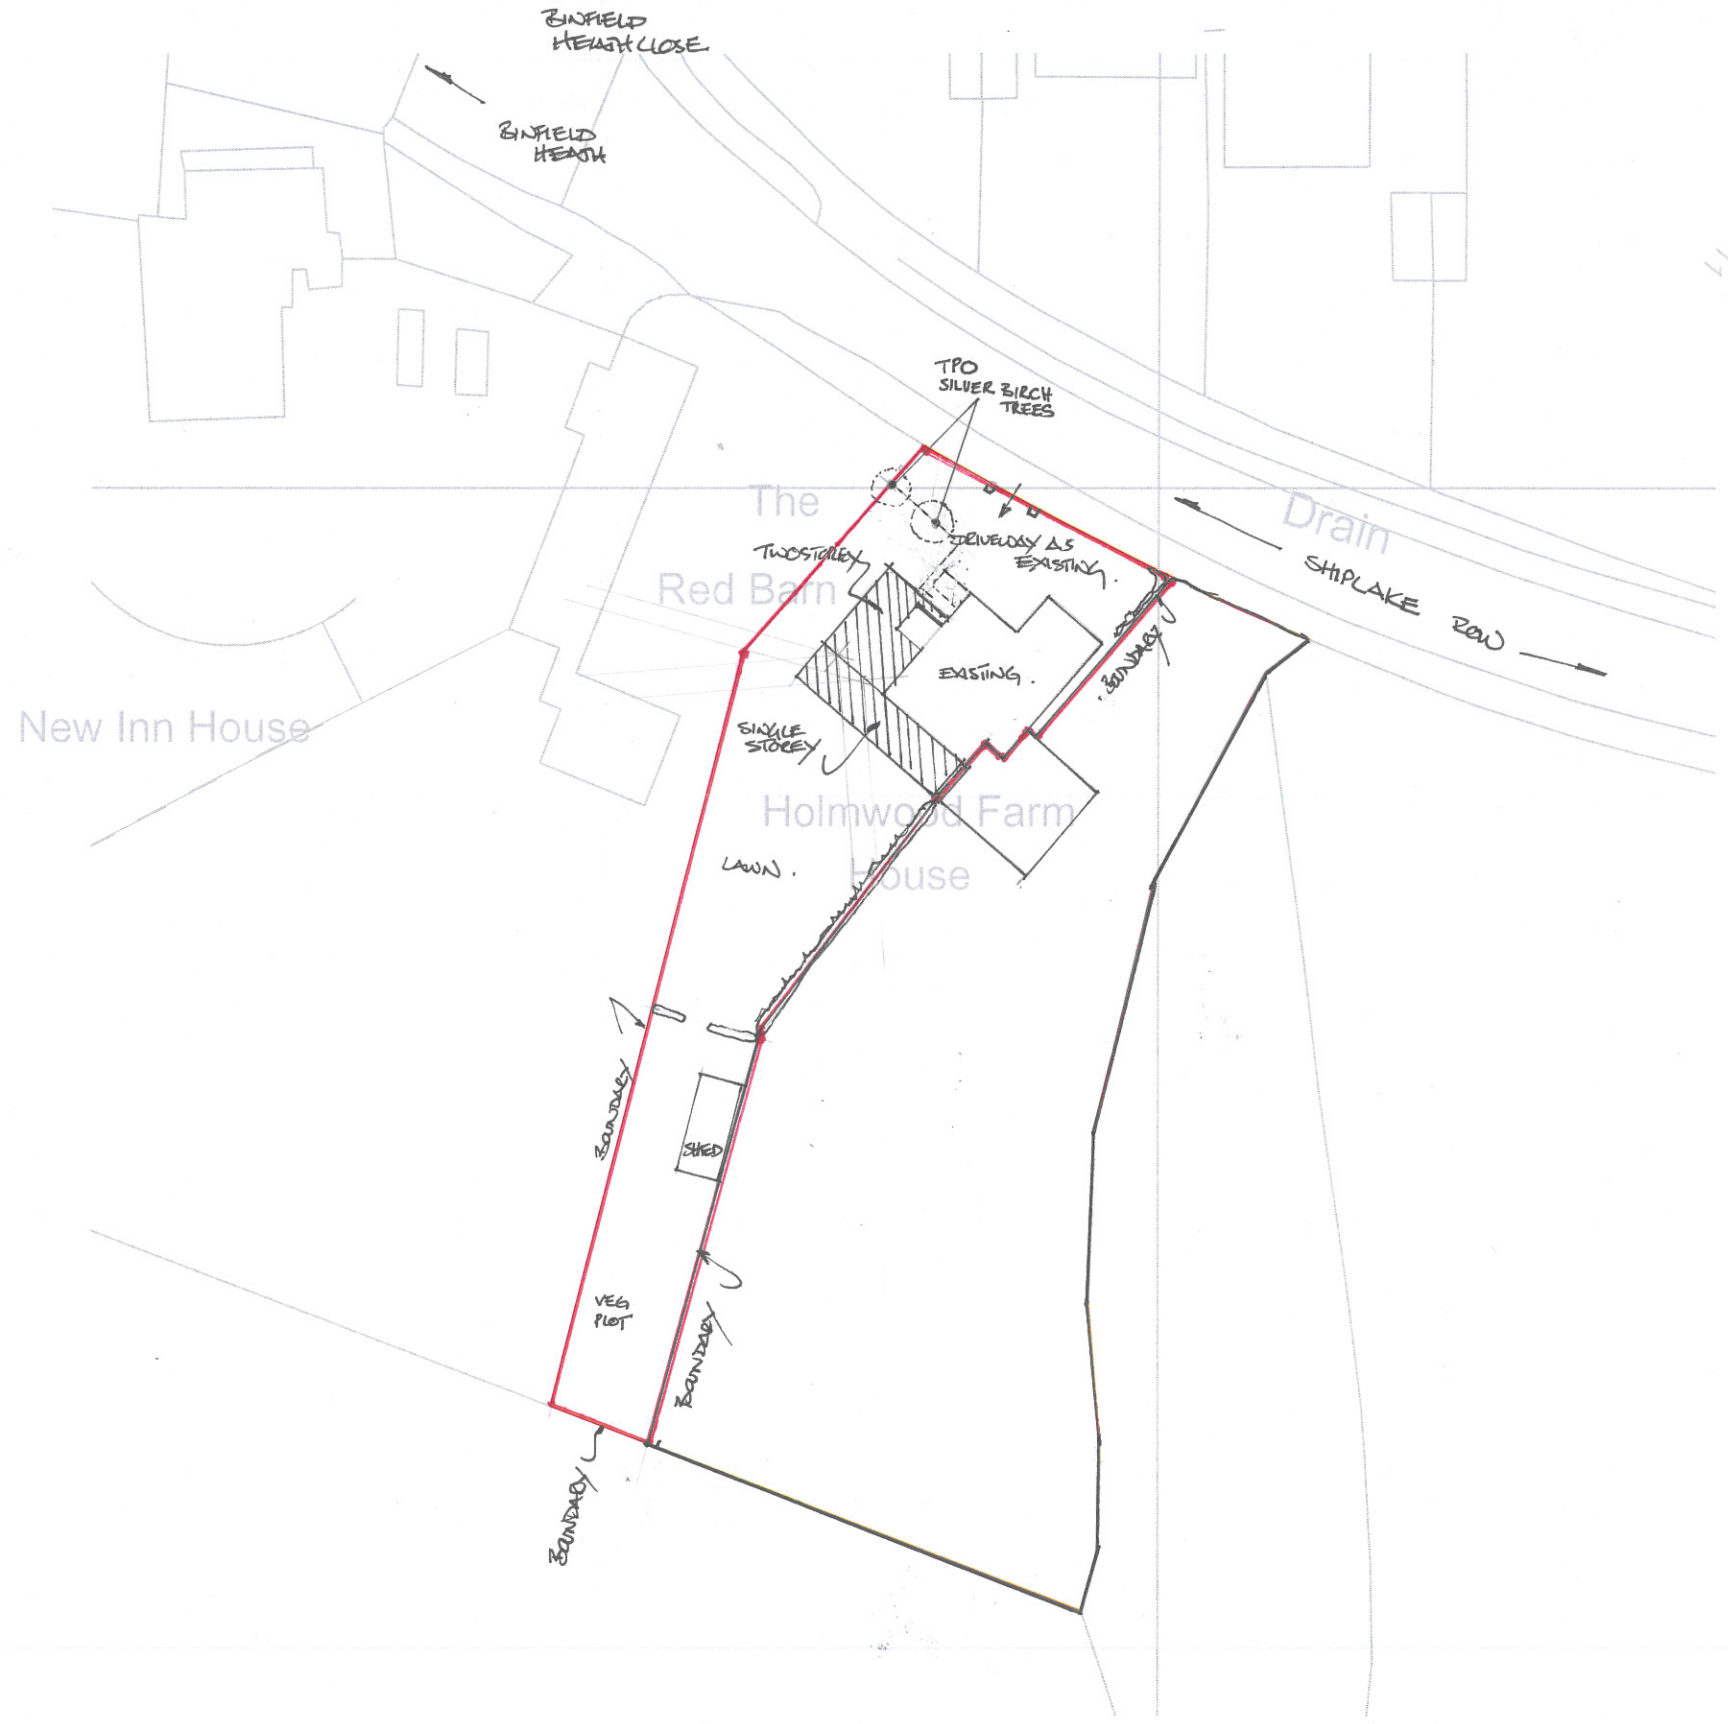 BINFIELD
HEATH CLOSE
BINFIELD
HEATH
TPO
SILVER BIRCH
TREES
The
Red Barn
Drain
TWO STOREY
DRIVEWAY AS
EXISTING.
SHIPLAKE ROW
BOUNDARY
EXISTING.
New Inn House
SINGLE
STOREY
Holmwood Farm
House
LAWN.
BOUNDARY
SHED
VEG
PLOT
BOUNDARY
BOUNDARY